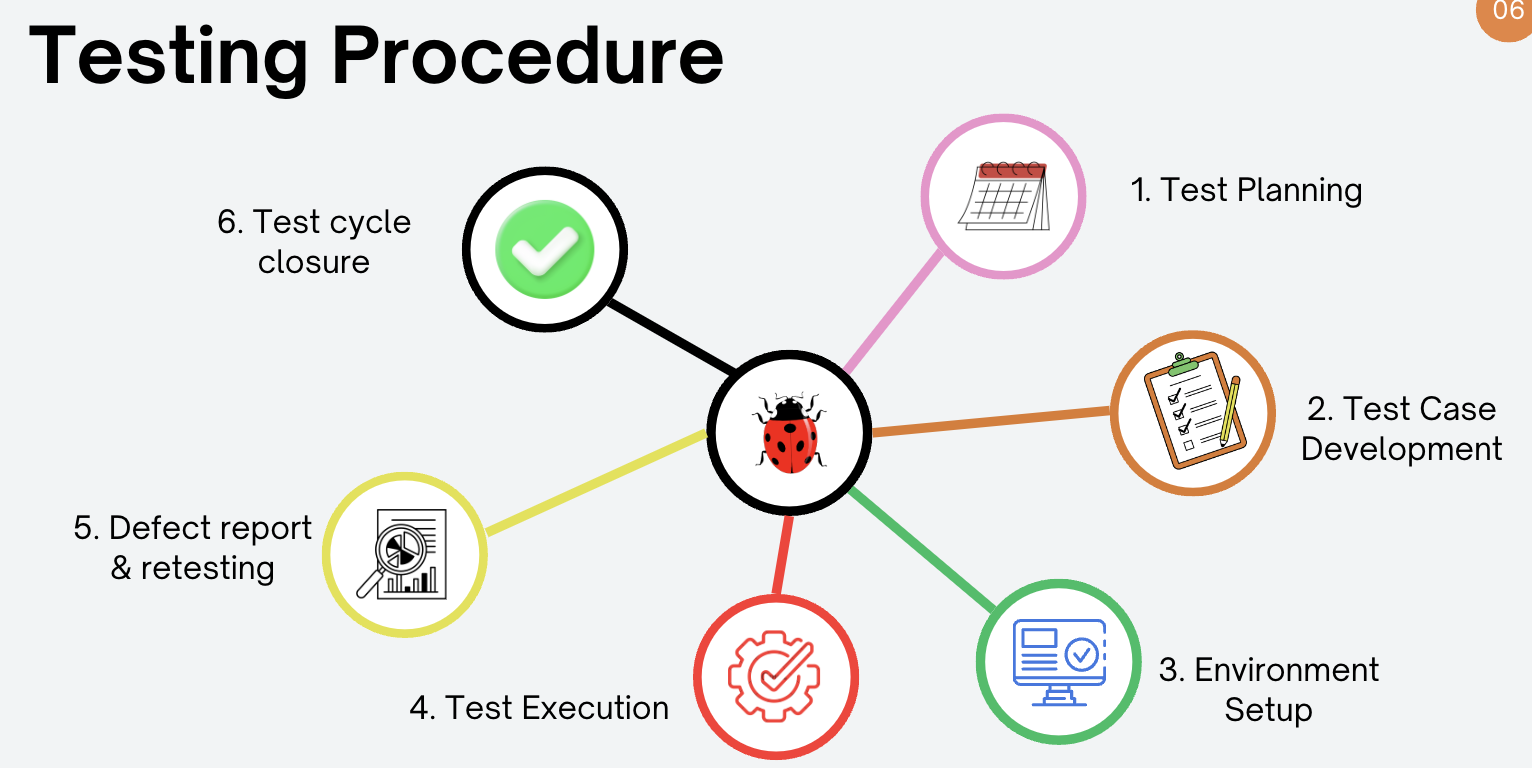 Testing Procedure
06
1. Test Planning
2. Test Case
Development
3. Environment
Setup
4. Test Execution
5. Defect report
& retesting
6. Test cycle
closure